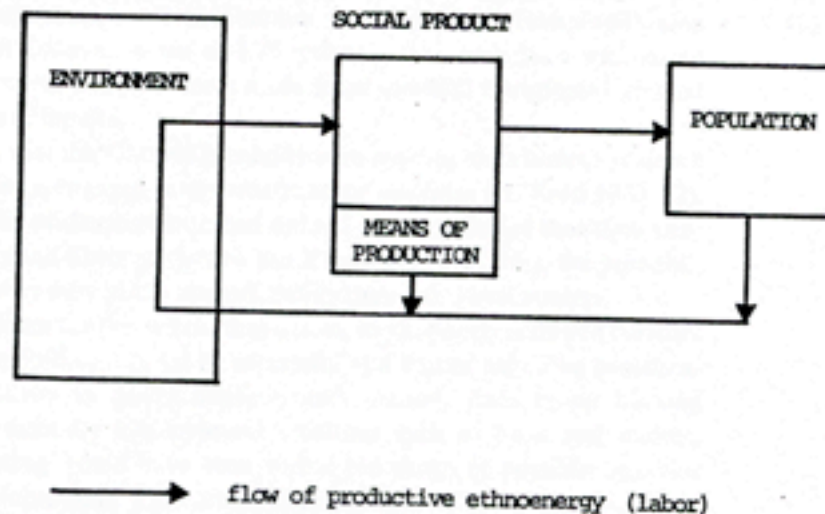 SOCIAL PRODUCT
ENVIRONMENT
POPULATION
MEANS OF
PRODUCTION
flow of productive ethnoenergy (labor)